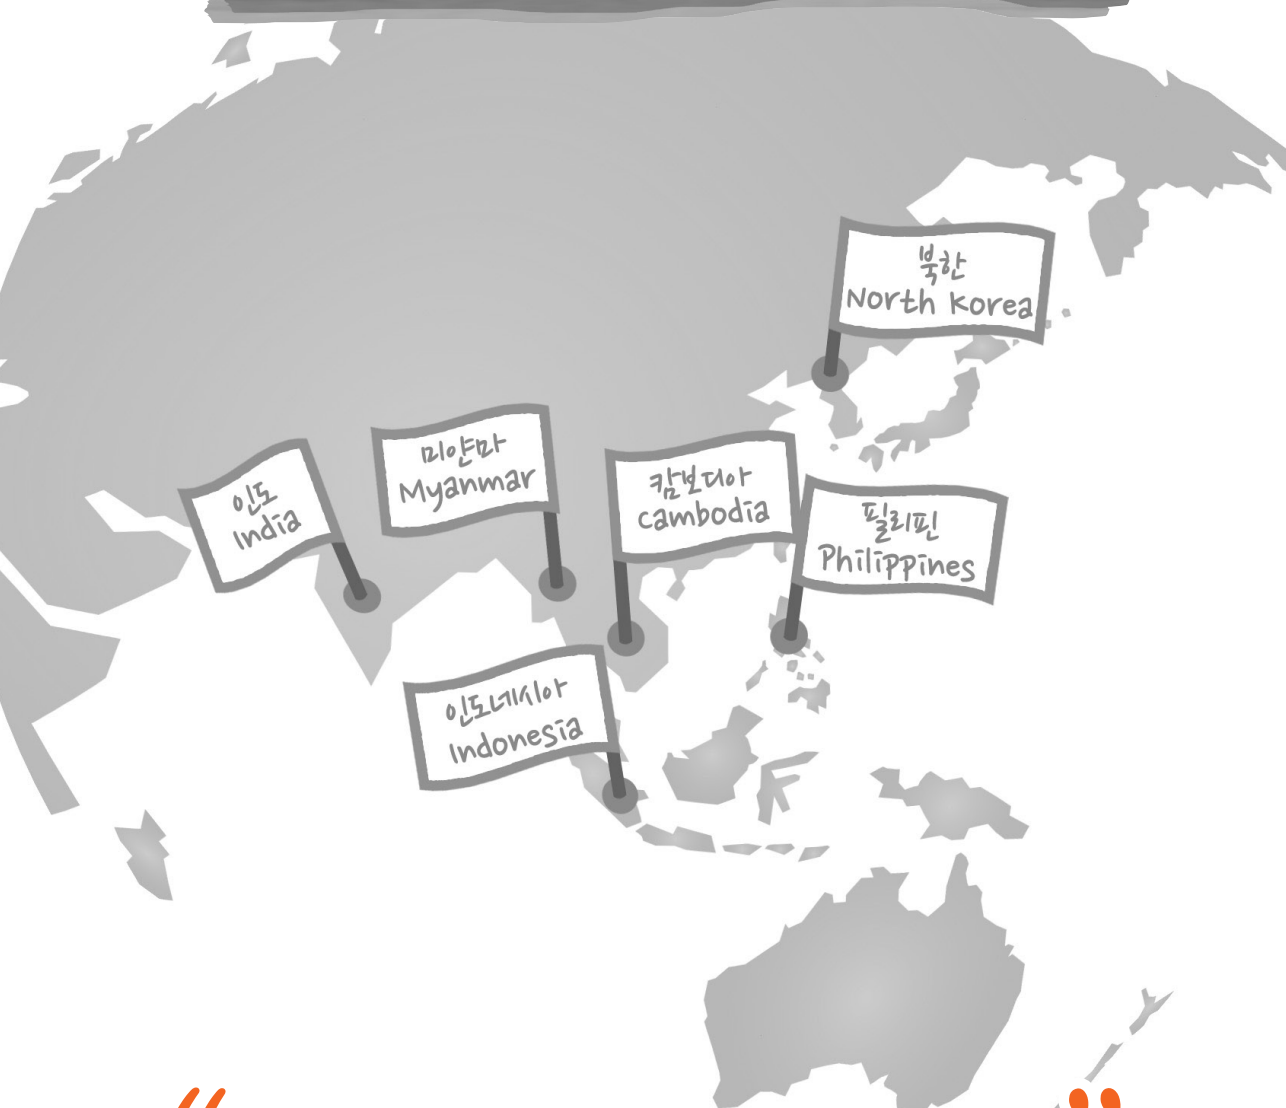 북한
North Korea
미얀마
Myanmar
인도
India
캄보디아
Cambodia
필리핀
Philippines
인도네시아
Indonesia
“ ”